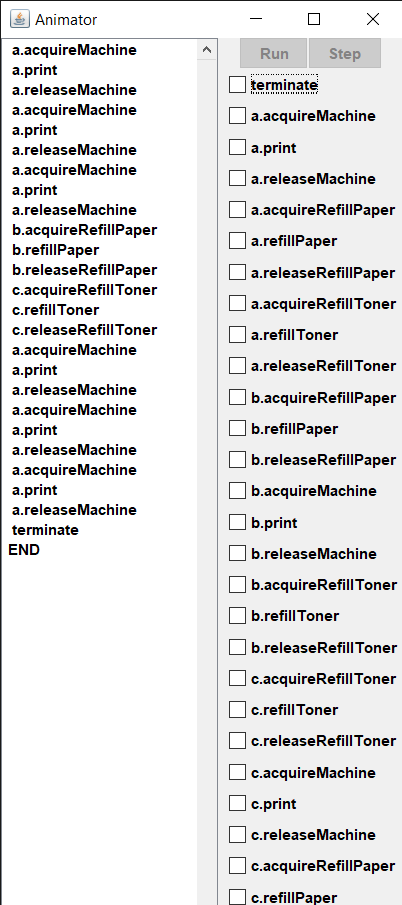 Animator
a.acquireMachine
a.print
a.releaseMachine
a.acquireMachine
a.print
a.releaseMachine
a.acquireMachine
a.print
a.releaseMachine
b.acquireRefillPaper
b.refillPaper
b.releaseRefillPaper
c.acquireRefillToner
c.refillToner
c.releaseRefillToner
a.acquireMachine
a.print
a.releaseMachine
a.acquireMachine
a.print
a.releaseMachine
a.acquireMachine
a.print
a.releaseMachine
terminate
END
Run Step
terminate
a.acquireMachine
a.print
a.releaseMachine
a.acquireRefillPaper
a.refillPaper
a.releaseRefillPaper
a.acquireRefillToner
a.refillToner
a.releaseRefillToner
b.acquireRefillPaper
b.refillPaper
b.releaseRefillPaper
b.acquireMachine
b.print
b.releaseMachine
b.acquireRefillToner
b.refillToner
b.releaseRefillToner
c.acquireRefillToner
c.refillToner
c.releaseRefillToner
c.acquireMachine
c.print
c.releaseMachine
c.acquireRefillPaper
c.refillPaper